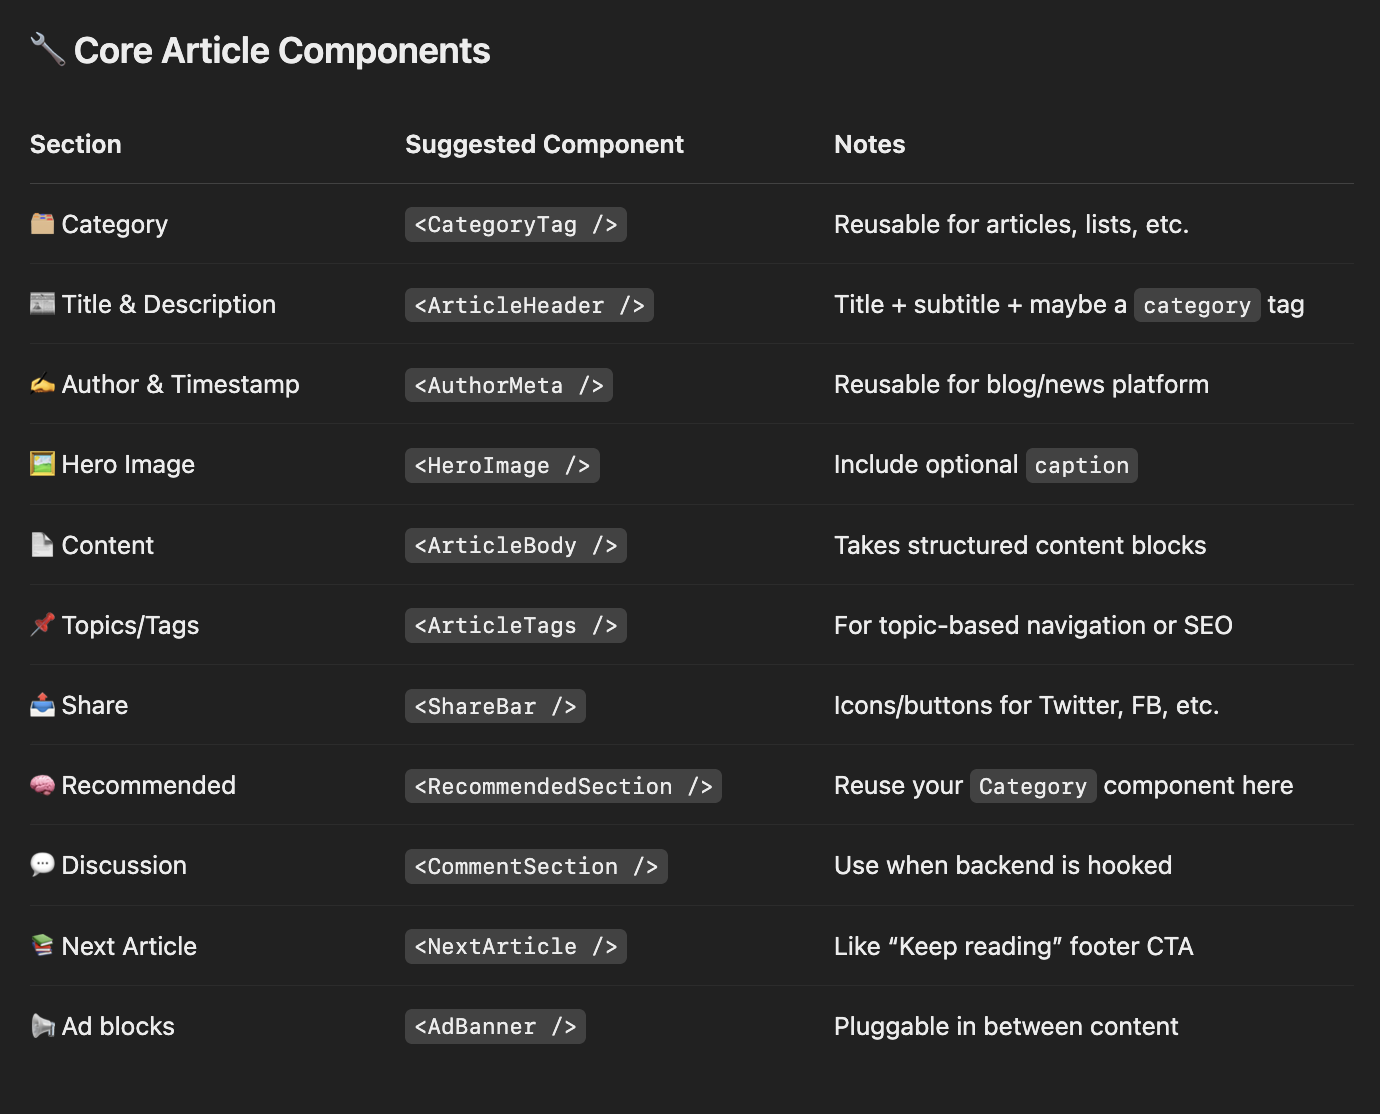 🔧 Core Article Components
Section Suggested Component Notes
🗂️ Category <CategoryTag /> Reusable for articles, lists, etc.
📰 Title & Description <ArticleHeader /> Title + subtitle + maybe a category tag
✍️ Author & Timestamp <AuthorMeta /> Reusable for blog/news platform
🖼️ Hero Image <HeroImage /> Include optional caption
📄 Content <ArticleBody /> Takes structured content blocks
📌 Topics/Tags <ArticleTags /> For topic-based navigation or SEO
📤 Share <ShareBar /> Icons/buttons for Twitter, FB, etc.
🧠 Recommended <RecommendedSection /> Reuse your Category component here
💬 Discussion <CommentSection /> Use when backend is hooked
📚 Next Article <NextArticle /> Like “Keep reading” footer CTA
📢 Ad blocks <AdBanner /> Pluggable in between content